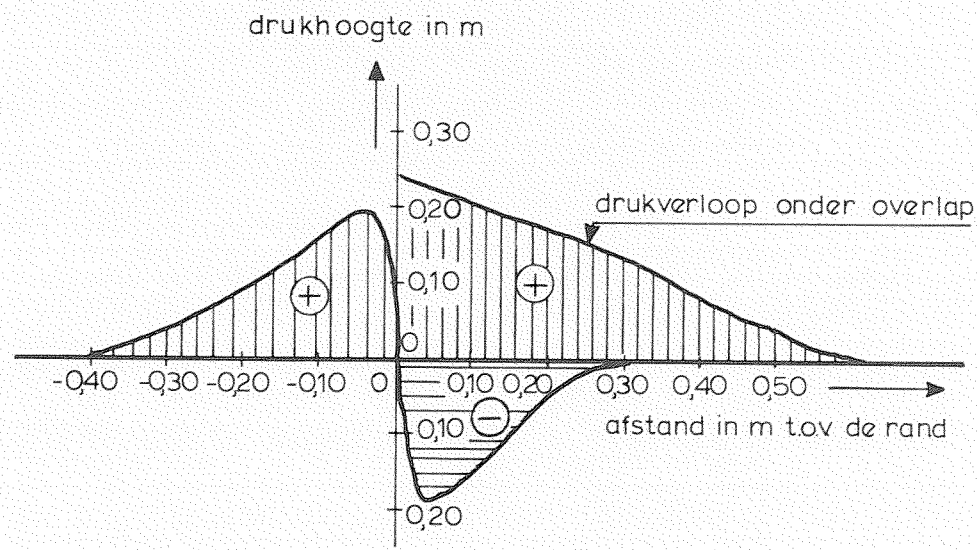 drukhoogte in m
0,30
0,20
drukverloop onder overlap
0,10
+
+
0
-0,40 -0,30 -0,20 -0,10 0 0,10 0,20 0,30 0,40 0,50
-
0,10
afstand in m t.o.v de rand
0,20